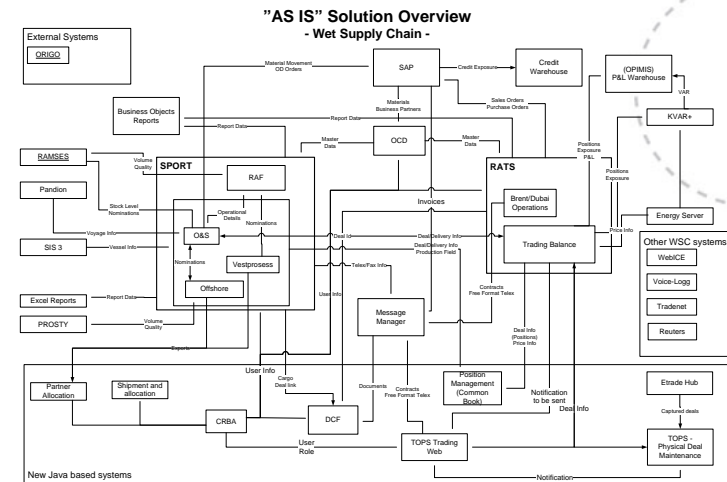 ”AS IS” Solution Overview
- Wet Supply Chain -
External Systems
ORIGO
Material Movement
OD Orders
SAP
Credit Exposure
Credit
Warehouse
(OPIMIS)
P&L Warehouse
VAR
KVAR+
Business Objects
Reports
Report Data
Report Data
Materials
Business Partners
Sales Orders
Purchase Orders
OCD
Master
Data
Master
Data
Positions
Exposure
P&L
Positions
Exposure
RAMSES
Volume
Quality
SPORT
RAF
RATS
Pandion
Stock Level
Nominations
Operational
Details
Nominations
Invoices
Brent/Dubai
Operations
Energy Server
Voyage Info
O&S
Deal Id
Deal/Delivery Info
Trading Balance
Price Info
SIS 3
Vessel Info
Deal/Delivery Info
Production Field
Other WSC systems
WebICE
Nominations
Vestprosess
Telex/Fax Info
Voice-Logg
Offshore
User Info
Contracts
Free Format Telex
Tradenet
Excel Reports
Report Data
Message
Manager
Reuters
PROSTY
Volume
Quality
Deal Info
(Positions)
Price Info
Exports
User Info
Partner
Allocation
Shipment and
allocation
Cargo
Deal link
Documents
Contracts
Free Format Telex
Position
Management
(Common
Book)
Notification
to be sent
Deal Info
Etrade Hub
Captured deals
CRBA
DCF
User
Role
TOPS Trading
Web
TOPS -
Physical Deal
Maintenance
New Java based systems
Notification